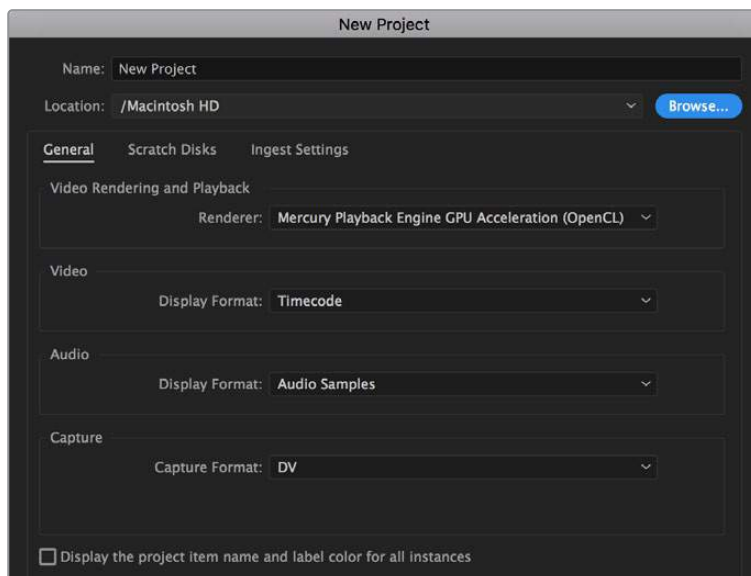 New Project
Name: New Project
Location: /Macintosh HD Browse...
General Scratch Disks Ingest Settings
Video Rendering and Playback
Renderer: Mercury Playback Engine GPU Acceleration (OpenCL)
Video
Display Format: Timecode
Audio
Display Format: Audio Samples
Capture
Capture Format: DV
Display the project item name and label color for all instances